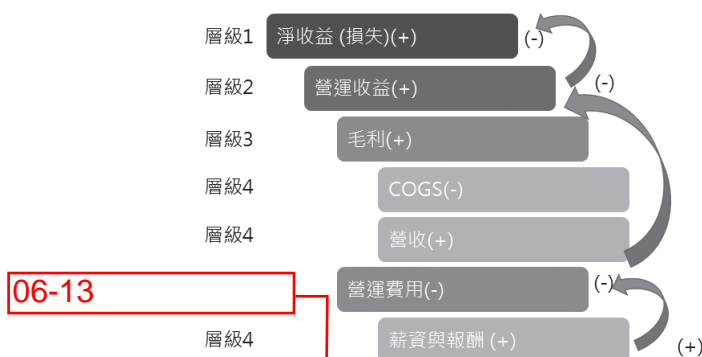 層級1 淨收益 (損失)(+) (-)
層級2 營運收益(+) (-)
層級3 毛利(+)
層級4 COGS(-)
層級4 營收(+)
06-13 營運費用(-) (-)
層級4 薪資與報酬 (+) (+)